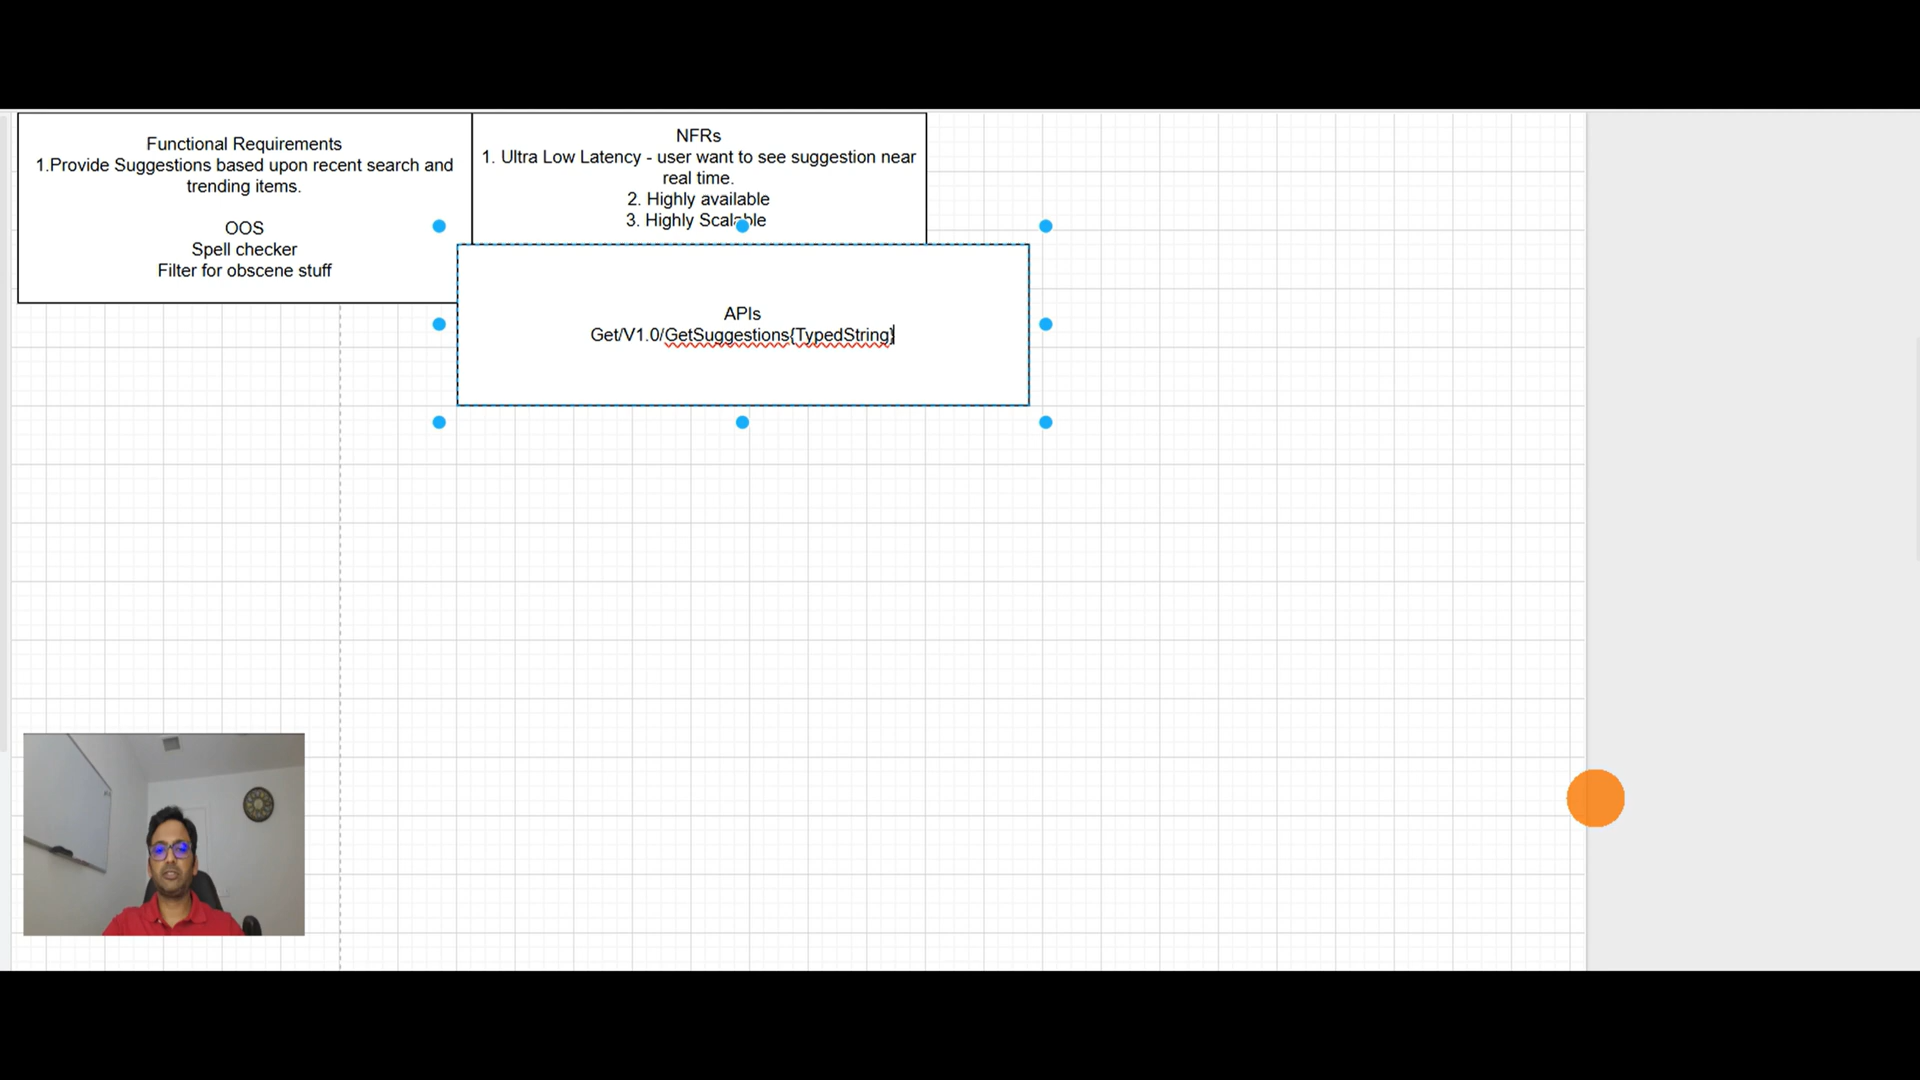 Functional Requirements
1.Provide Suggestions based upon recent search and
trending items.
OOS
Spell checker
Filter for obscene stuff
NFRs
1. Ultra Low Latency - user want to see suggestion near
real time.
2. Highly available
3. Highly Scalable
APIs
Get/V1.0/GetSuggestions{TypedString}